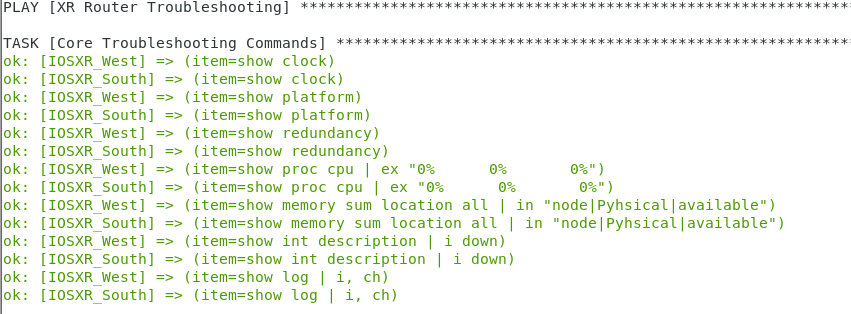 PLAY [XR Router Troubleshooting] *************************************************************
TASK [Core Troubleshooting Commands] *********************************************************
ok: [IOSXR_West] => (item=show clock)
ok: [IOSXR_South] => (item=show clock)
ok: [IOSXR_West] => (item=show platform)
ok: [IOSXR_South] => (item=show platform)
ok: [IOSXR_West] => (item=show redundancy)
ok: [IOSXR_South] => (item=show redundancy)
ok: [IOSXR_West] => (item=show proc cpu | ex "0%      0%       0%")
ok: [IOSXR_South] => (item=show proc cpu | ex "0%      0%       0%")
ok: [IOSXR_West] => (item=show memory sum location all | in "node|Pyhsical|available")
ok: [IOSXR_South] => (item=show memory sum location all | in "node|Pyhsical|available")
ok: [IOSXR_West] => (item=show int description | i down)
ok: [IOSXR_South] => (item=show int description | i down)
ok: [IOSXR_West] => (item=show log | i, ch)
ok: [IOSXR_South] => (item=show log | i, ch)